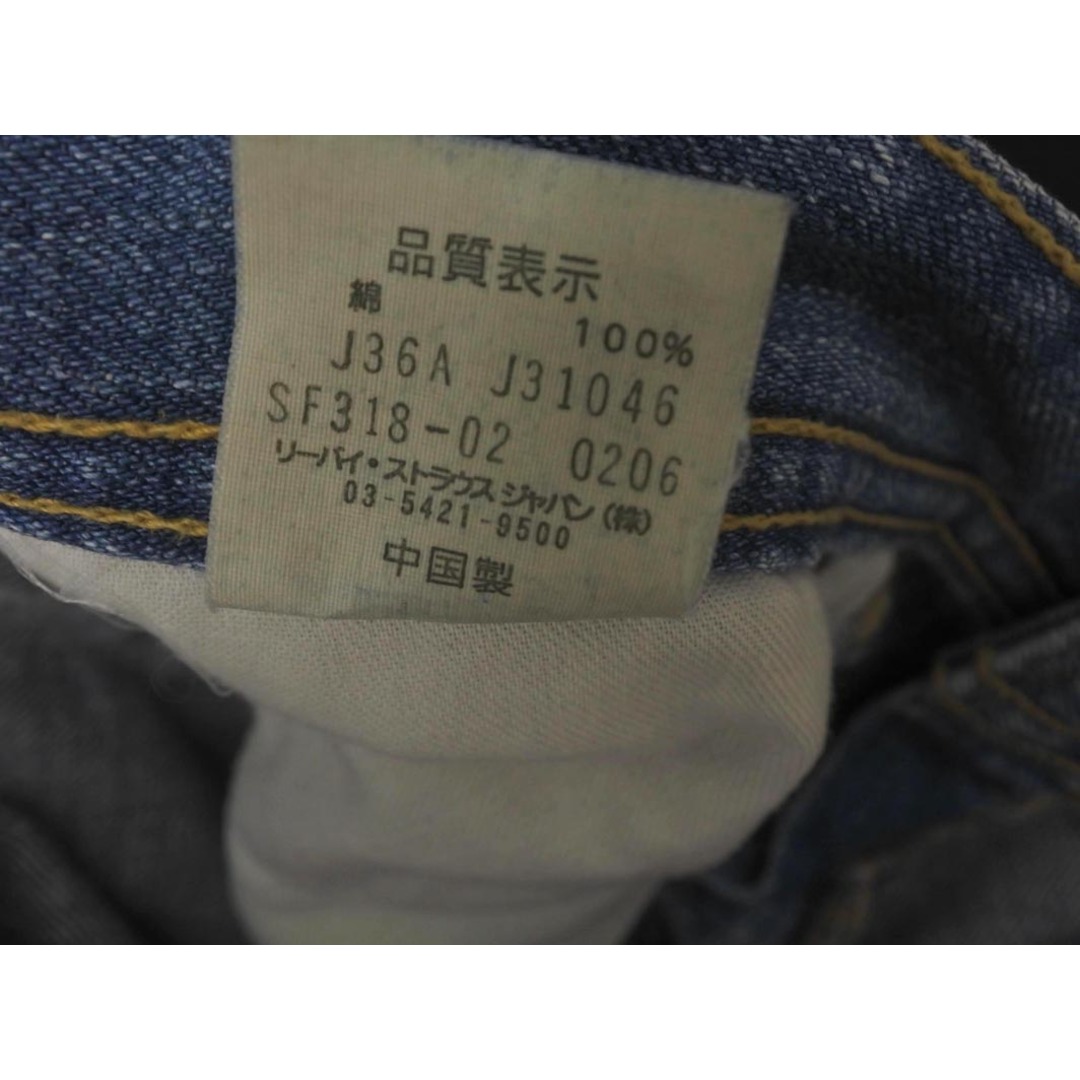 品質表示
綿 100%
J36A J31046
SF318-02 0206
リーバイ・ストラウス ジャパン(株)
03-5421-9500
中国製